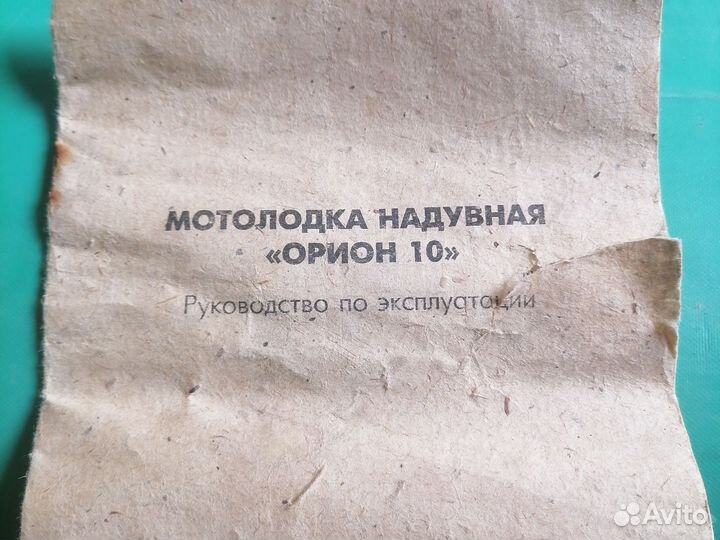 МОТОЛОДКА НАДУВНАЯ
«ОРИОН 10»
Руководство по эксплуатации
Avito